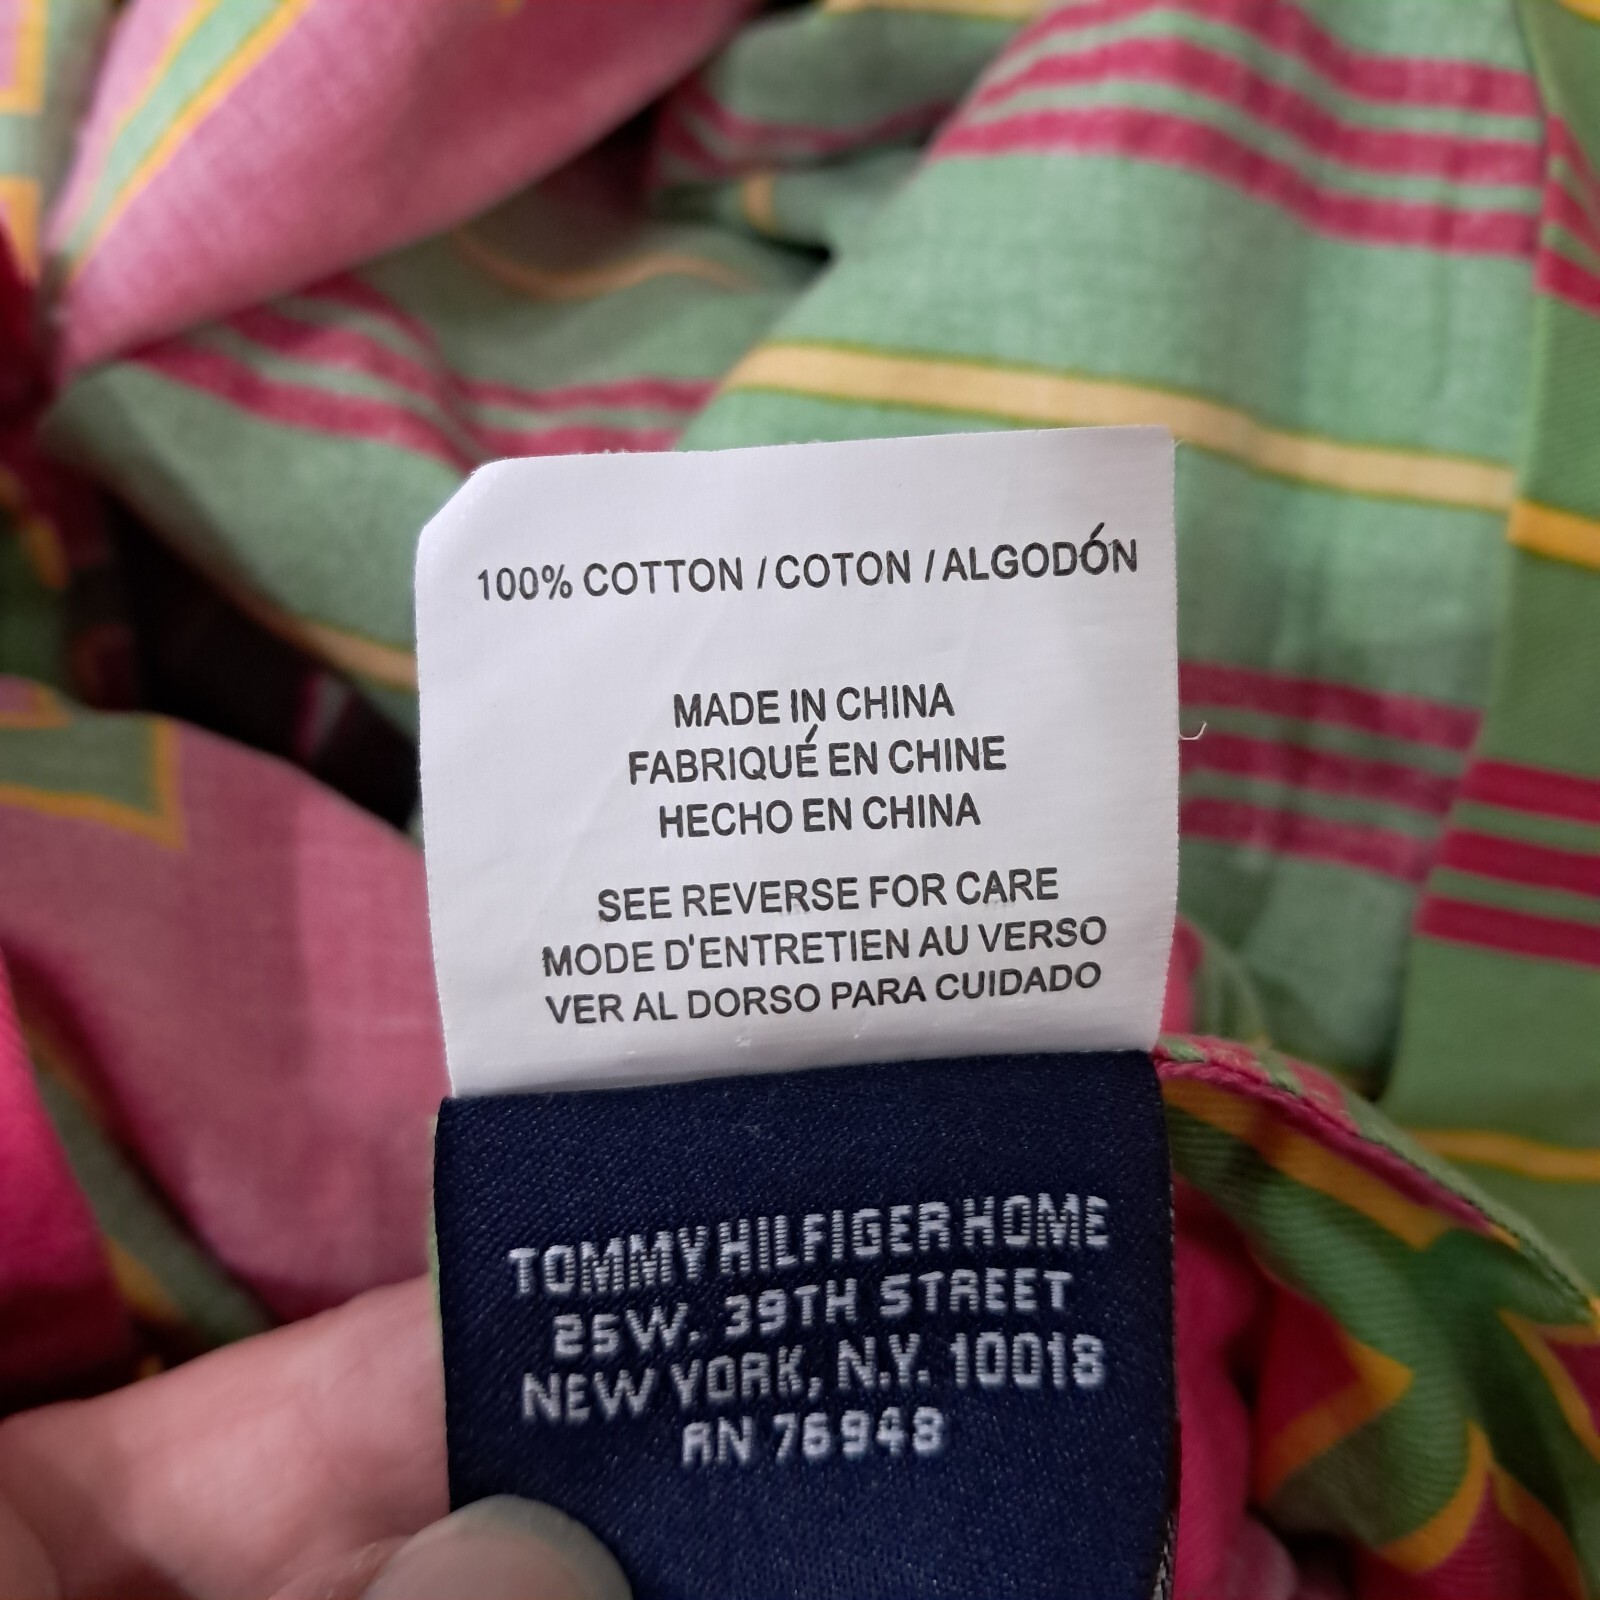 100% COTTON / COTON / ALGODÓN
MADE IN CHINA
FABRIQUÉ EN CHINE
HECHO EN CHINA
SEE REVERSE FOR CARE
MODE D'ENTRETIEN AU VERSO
VER AL DORSO PARA CUIDADO
TOMMY HILFIGER HOME
25W. 39TH STREET
NEW YORK, N.Y. 10018
RN 76948